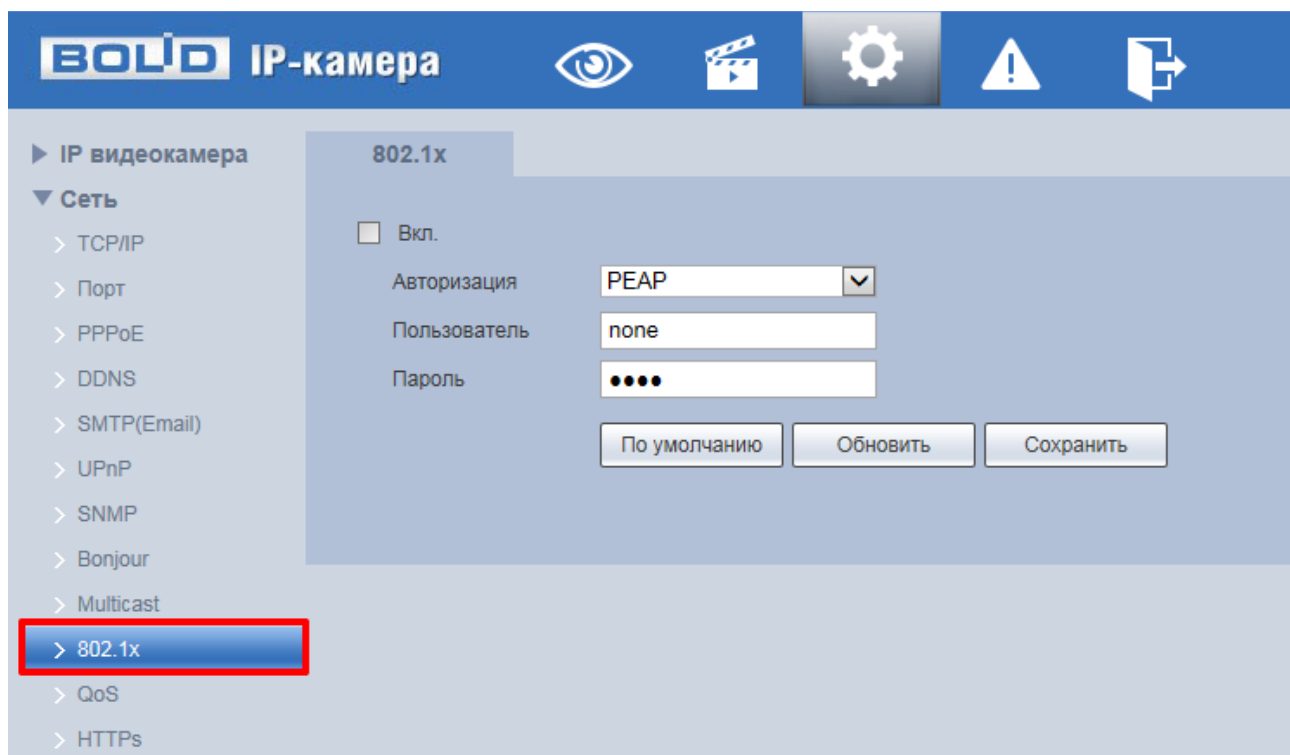 BOLID IP-камера
IP видеокамера
Сеть
TCP/IP
Порт
PPPoE
DDNS
SMTP(Email)
UPnP
SNMP
Bonjour
Multicast
802.1x
QoS
HTTPs
802.1x
Вкл.
Авторизация PEAP
Пользователь none
Пароль ●●●●
По умолчанию Обновить Сохранить